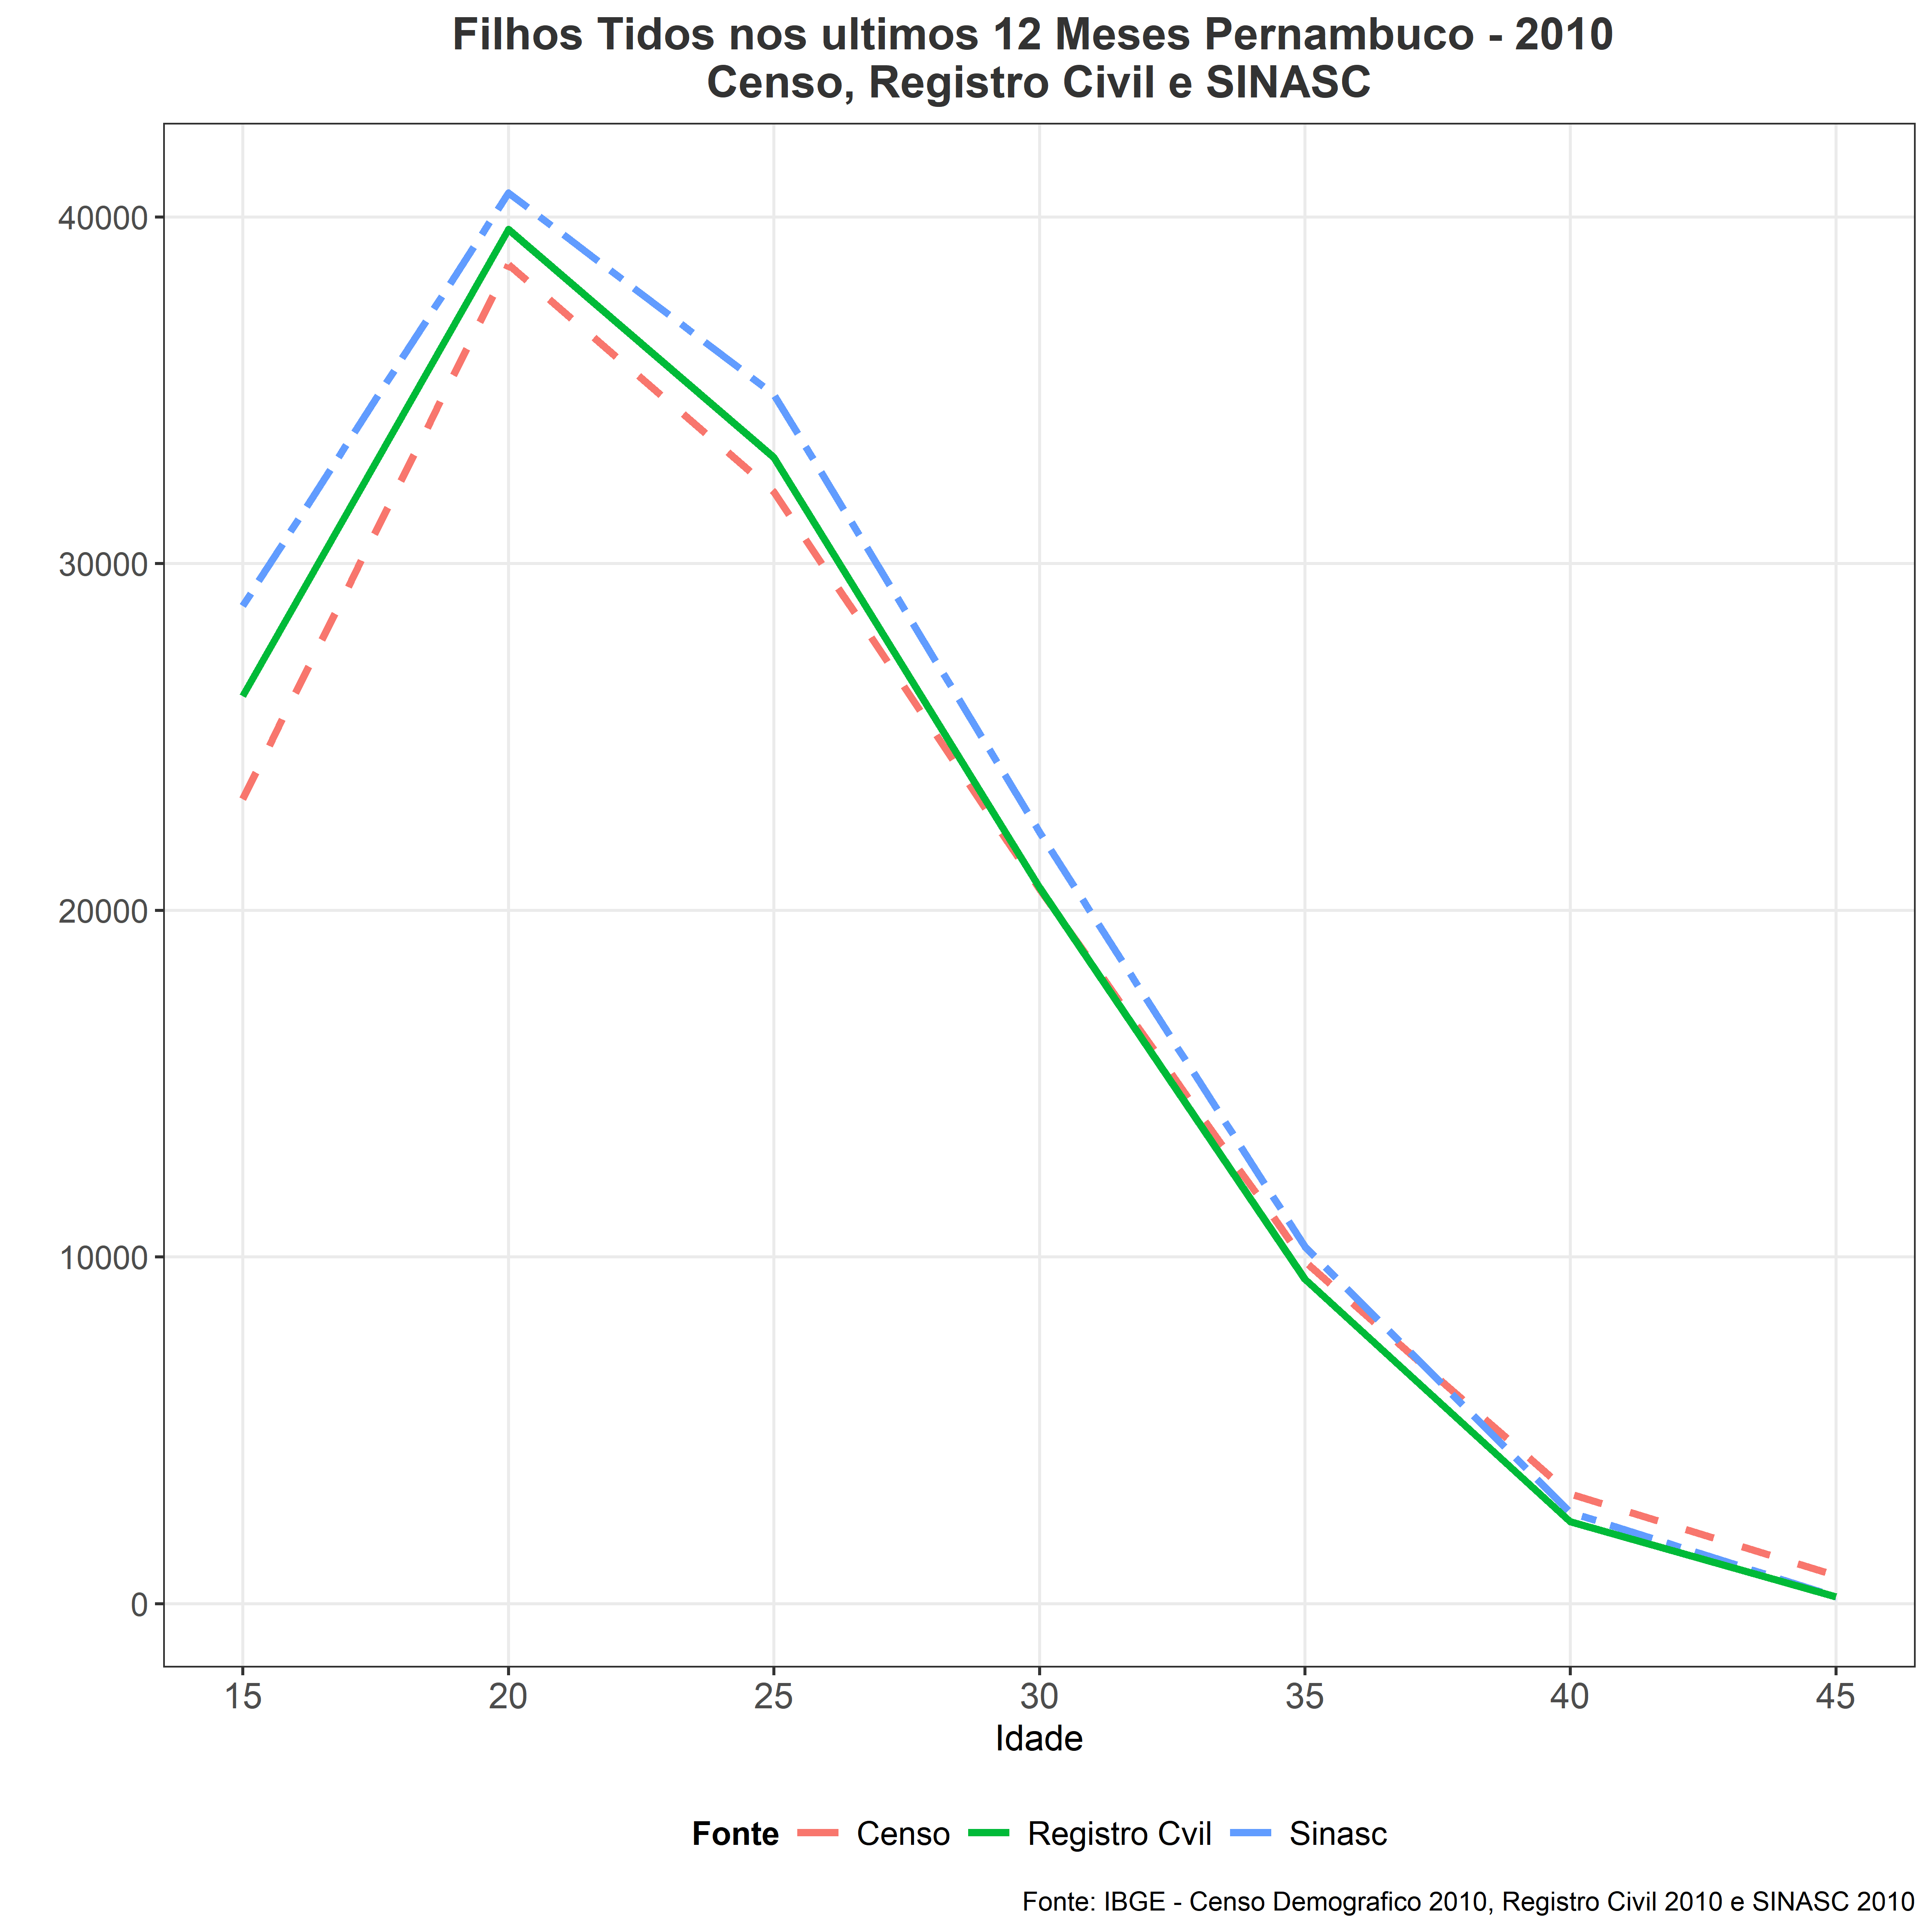 Filhos Tidos nos ultimos 12 Meses Pernambuco - 2010
Censo, Registro Civil e SINASC
40000
30000
20000
10000
0
15 20 25 30 35 40 45
Idade
Fonte Censo Registro Cvil Sinasc
Fonte: IBGE - Censo Demografico 2010, Registro Civil 2010 e SINASC 2010